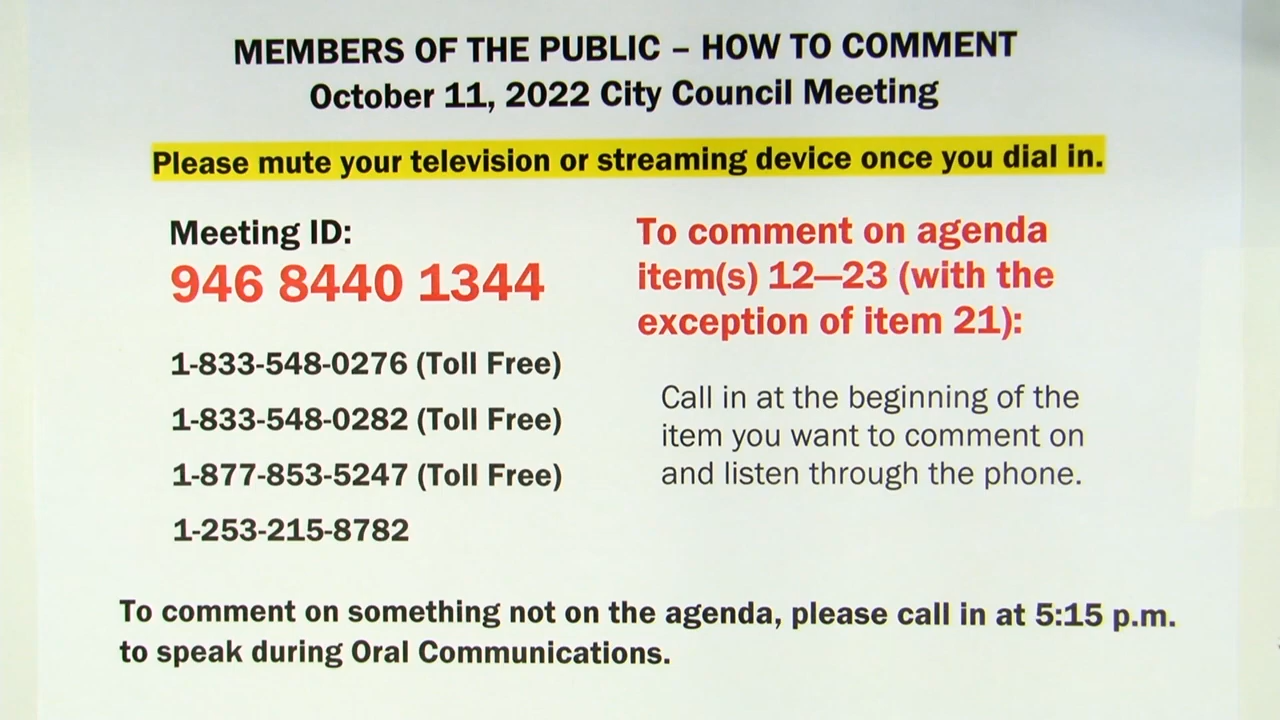 MEMBERS OF THE PUBLIC – HOW TO COMMENT
October 11, 2022 City Council Meeting
Please mute your television or streaming device once you dial in.
Meeting ID:
946 8440 1344
1-833-548-0276 (Toll Free)
1-833-548-0282 (Toll Free)
1-877-853-5247 (Toll Free)
1-253-215-8782
To comment on agenda
item(s) 12—23 (with the
exception of item 21):
Call in at the beginning of the
item you want to comment on
and listen through the phone.
To comment on something not on the agenda, please call in at 5:15 p.m.
to speak during Oral Communications.